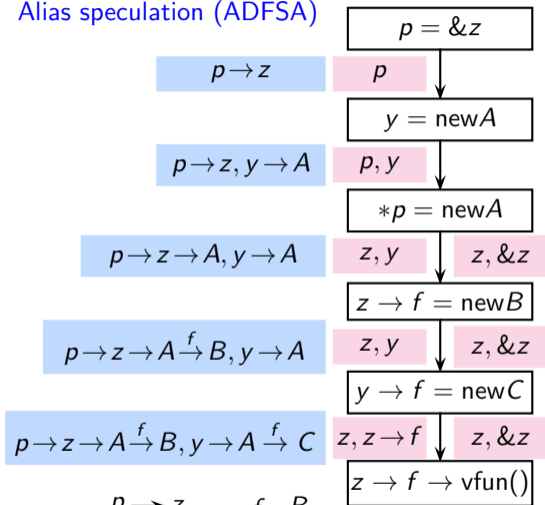 Alias speculation (ADFSA)
p = &z
p→z
p
y = newA
p→z, y→A
p, y
*p = newA
p→z→A, y→A
z, y
z, &z
z → f = newB
p→z→A f→ B, y→A
z, y
z, &z
y → f = newC
p→z→A f→ B, y→A f→ C
z, z→f
z, &z
z → f → vfun()